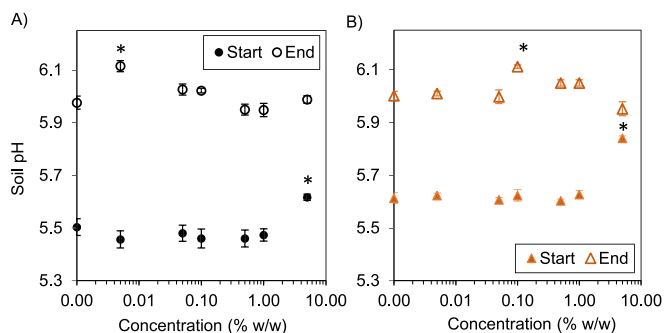 A)
* Start End
6.1
5.9
5.7
5.5
5.3
Soil pH
*
0.00 0.01 0.10 1.00 10.00
Concentration (% w/w)
B)
*
6.1
5.9
5.7
5.5
5.3
*
Start End
0.00 0.01 0.10 1.00 10.00
Concentration (% w/w)